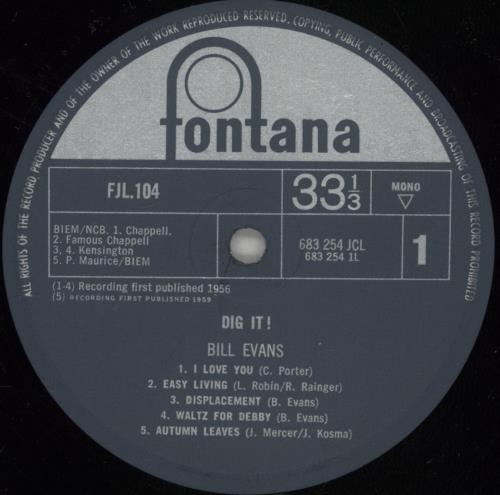 ALL RIGHTS OF THE RECORD PRODUCER AND OF THE OWNER OF THE WORK REPRODUCED RESERVED. COPYING, PUBLIC PERFORMANCE AND BROADCASTING OF THIS RECORD PROHIBITED
fontana
FJL.104
33 1/3
MONO
▽
BIEM/NCB. 1. Chappell.
2. Famous Chappell
3, 4. Kensington
5. P. Maurice/BIEM
683 254 JCL
683 254 1L
1
(1-4) Recording first published 1956
(5) RECORDING FIRST PUBLISHED 1959
DIG IT!
BILL EVANS
1. I LOVE YOU (C. Porter)
2. EASY LIVING (L. Robin/R. Rainger)
3. DISPLACEMENT (B. Evans)
4. WALTZ FOR DEBBY (B. Evans)
5. AUTUMN LEAVES (J. Mercer/J. Kosma)